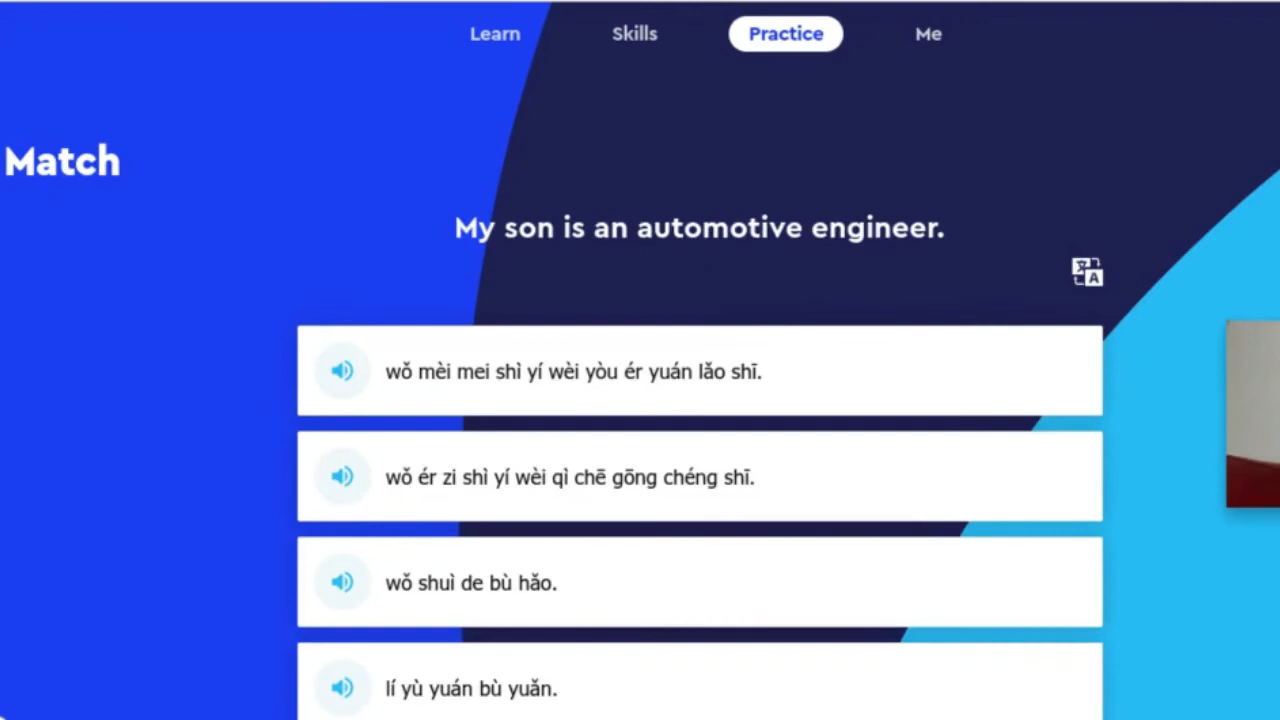 Learn Skills Practice Me
Match
My son is an automotive engineer.
wǒ mèi mei shì yí wèi yòu ér yuán lǎo shī.
wǒ ér zi shì yí wèi qì chē gōng chéng shī.
wǒ shuì de bù hǎo.
lí yù yuán bù yuǎn.